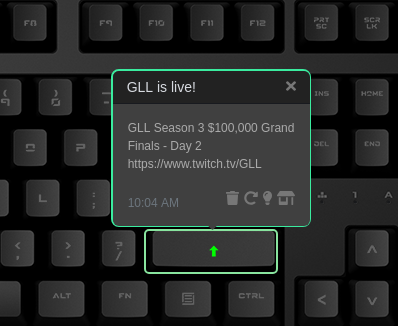 F8 F9 F10 F11 F12 PRT SC SCR LK
GLL is live!
INS HOME
GLL Season 3 $100,000 Grand
Finals - Day 2
https://www.twitch.tv/GLL
DEL END
10:04 AM
O P
L : ;
< , > . ? /
ALT FN CTRL